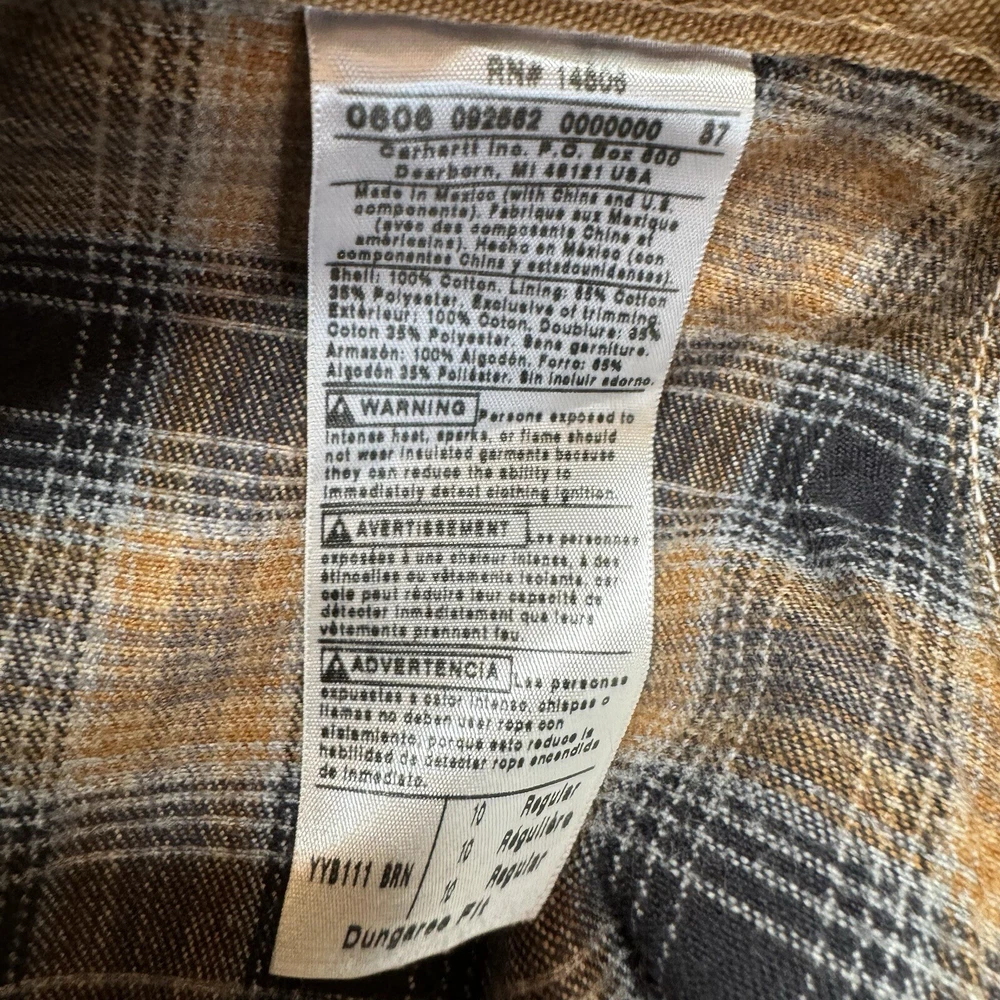 RN# 14806
0606 092662 0000000 87
Carhartt Inc. P.O. Box 600
Dearborn, MI 48121 USA
Made in Mexico (with China and U.S.
components). Fabriqué aux Mexique
(avec des composants Chine et
américains). Hecho en México (con
componentes China y estadounidenses).
Shell: 100% Cotton. Lining: 65% Cotton
35% Polyester. Exclusive of trimming.
Extérieur: 100% Coton. Doublure: 65%
Coton 35% Polyester. Sans garniture.
Armazón: 100% Algodón. Forro: 65%
Algodón 35% Poliéster. Sin incluir adorno.
WARNING Persons exposed to
intense heat, sparks, or flame should
not wear insulated garments because
they can reduce the ability to
immediately detect clothing ignition.
AVERTISSEMENT Les personnes
exposées à une chaleur intense, à des
étincelles ou vêtements isolants, car
cela peut réduire leur capacité de
détecter immédiatement que leurs
vêtements prennent feu.
ADVERTENCIA Las personas
expuestas a calor intenso, chispas o
llamas no deben usar ropa con
aislamiento, porque esto reduce la
habilidad de detectar ropa encendida
de inmediato.
10 Regular
10 Régulière
YYB111 BRN
10 Regular
Dungaree Fit